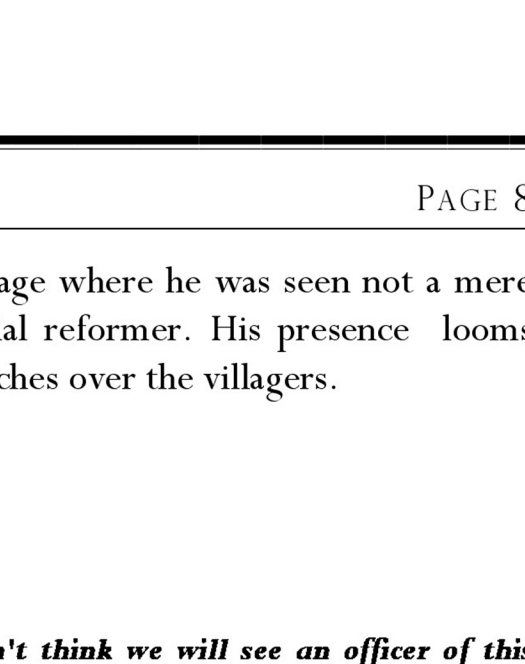 PAGE 8
age where he was seen not a mere
ial reformer. His presence looms
ches over the villagers.
n't think we will see an officer of this